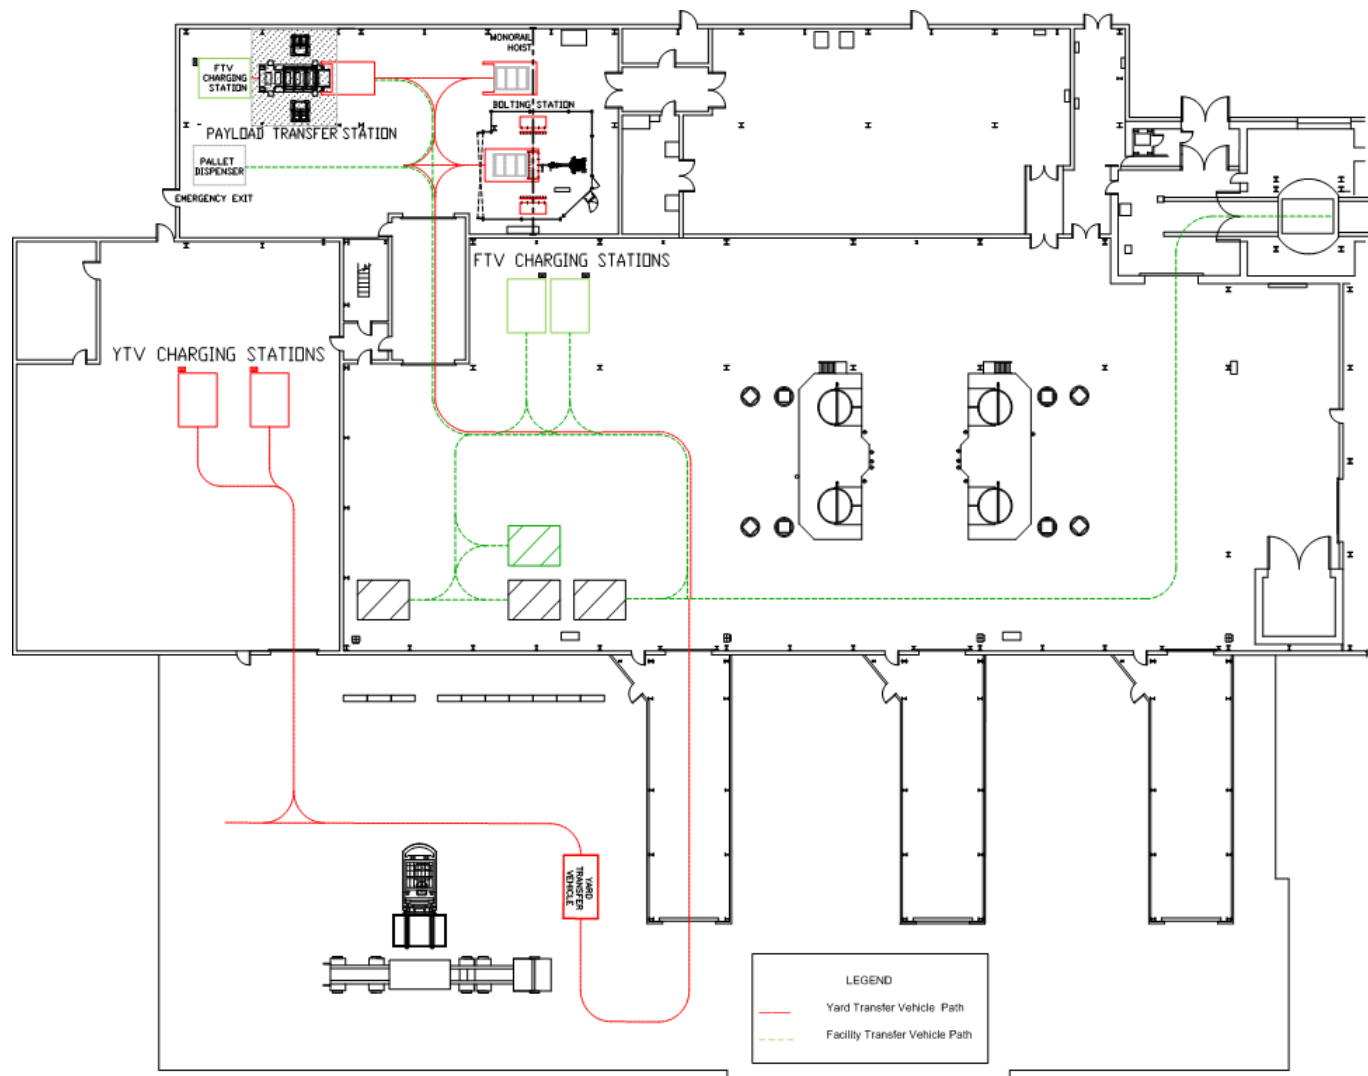 MONORAIL
HOIST
FTV
CHARGING
STATION
BOLTING STATION
PAYLOAD TRANSFER STATION
PALLET
DISPENSER
EMERGENCY EXIT
FTV CHARGING STATIONS
YTV CHARGING STATIONS
YARD
TRANSFER
VEHICLE
LEGEND
Yard Transfer Vehicle Path
Facility Transfer Vehicle Path